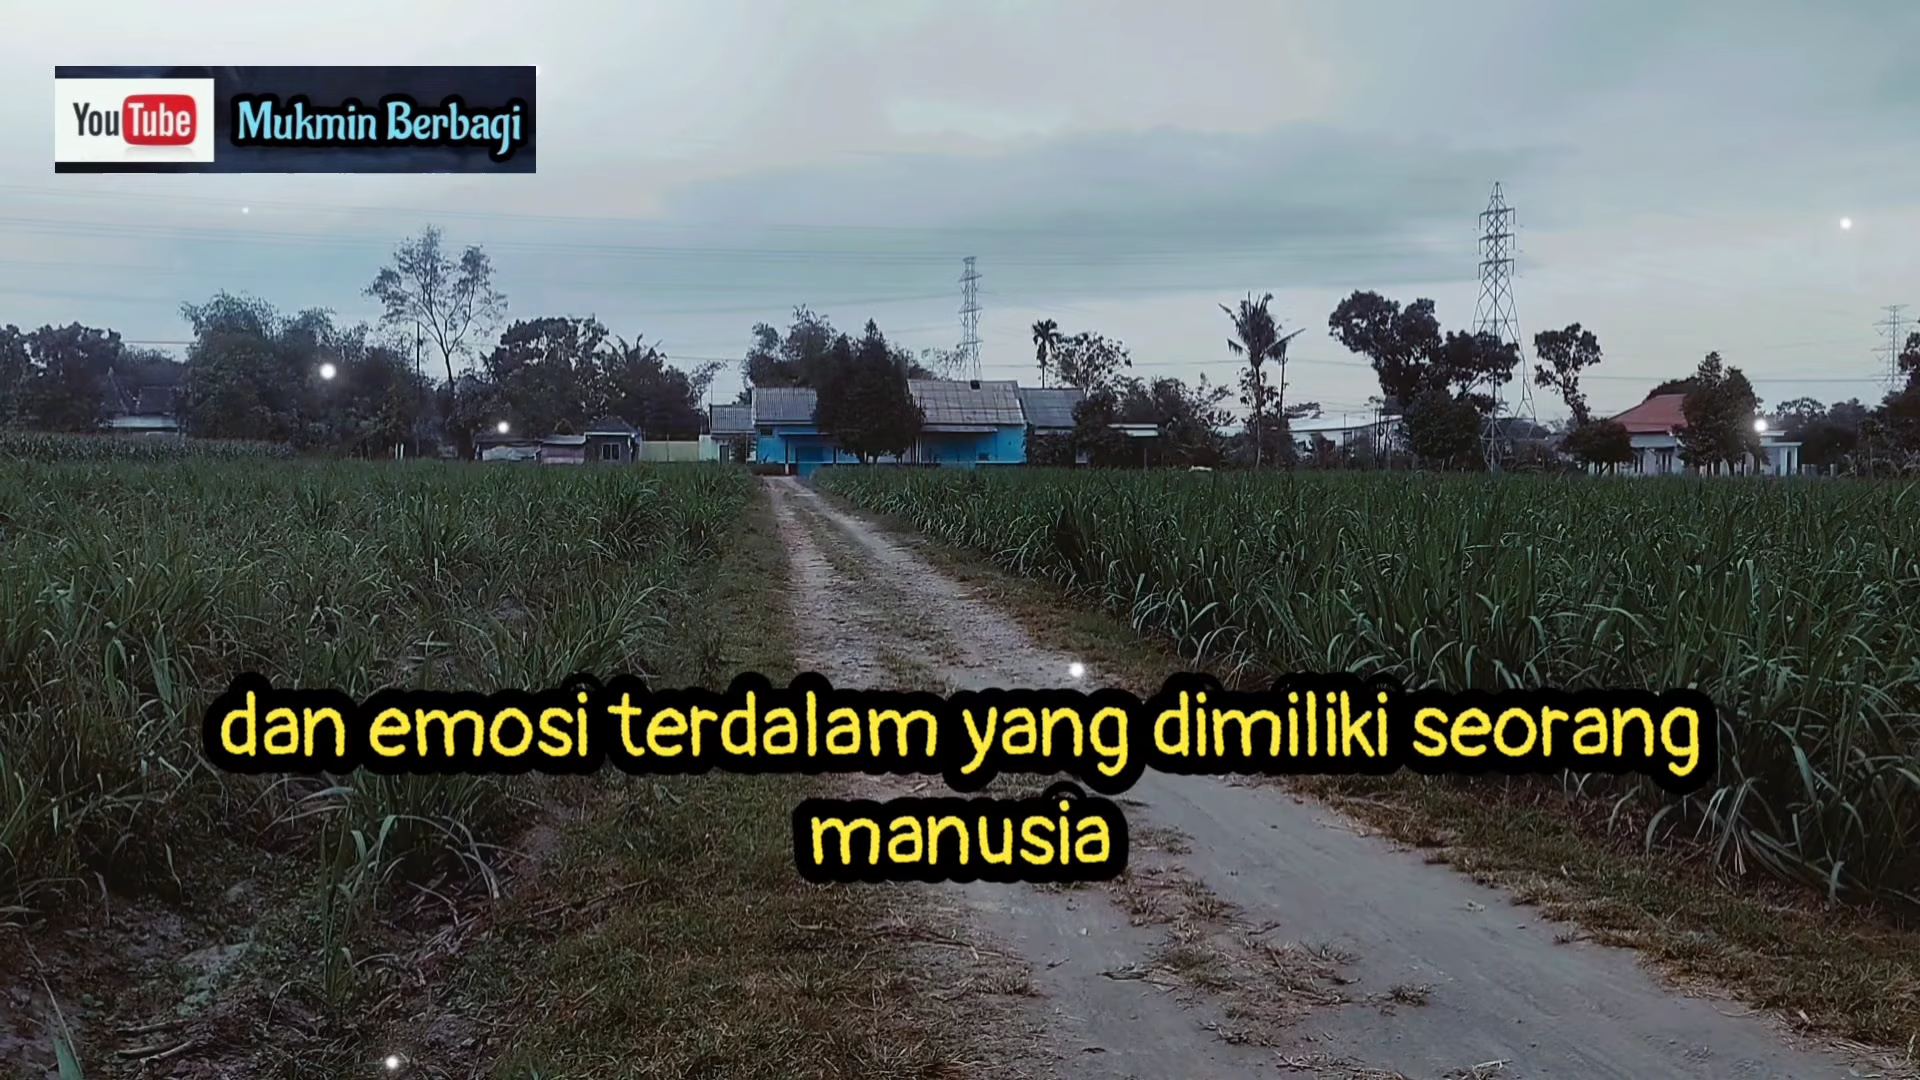 YouTube Mukmin Berbagi
dan emosi terdalam yang dimiliki seorang
manusia